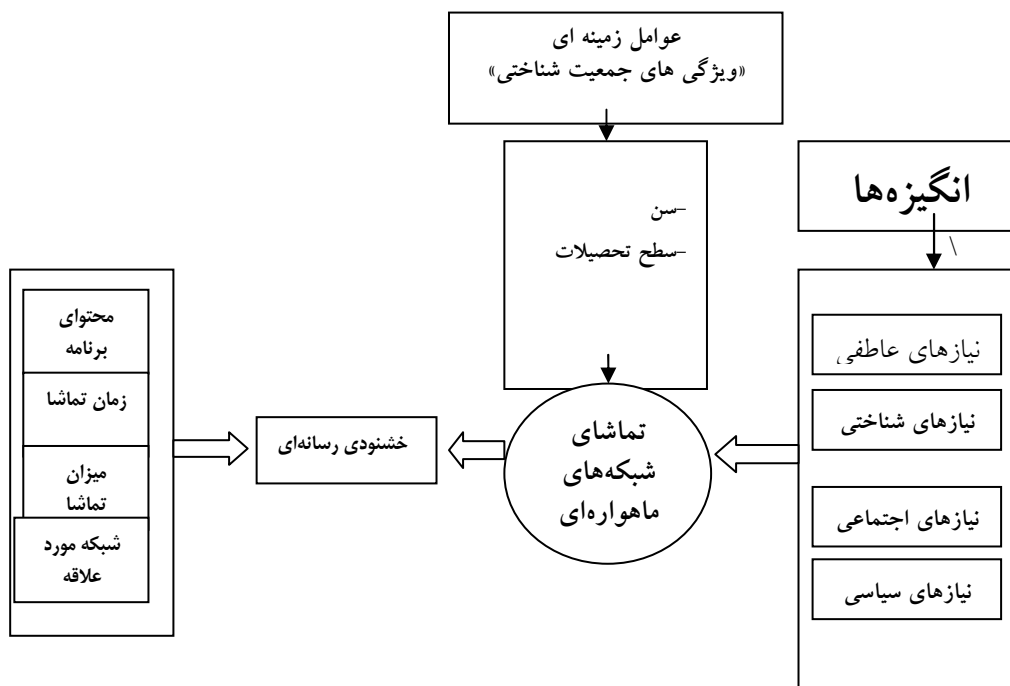 عوامل زمینه ای
«ویژگی های جمعیت شناختی»
-سن
-سطح تحصیلات
انگیزه‌ها
\
نیازهای عاطفی
نیازهای شناختی
نیازهای اجتماعی
نیازهای سیاسی
تماشای
شبکه‌های
ماهواره‌ای
خشنودی رسانه‌ای
محتوای
برنامه
زمان تماشا
میزان
تماشا
شبکه مورد
علاقه